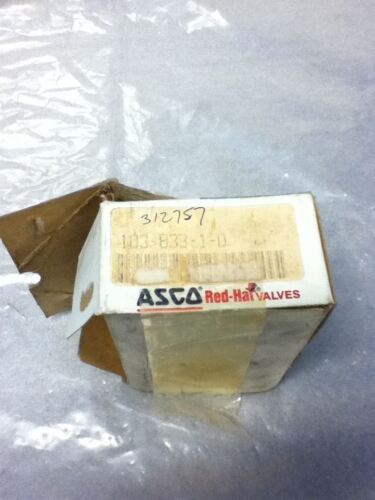 312757
103-833-1-D
ASCO® Red-Hat VALVES